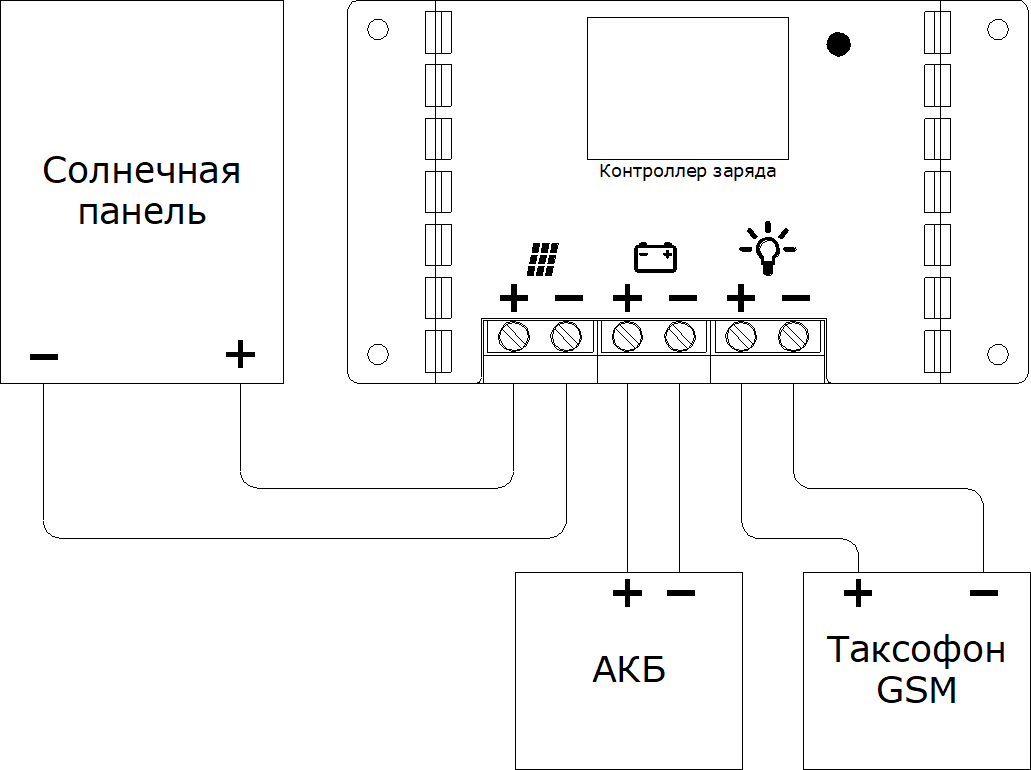 Солнечная
панель
− +
Контроллер заряда
+ − + − + −
+ −
АКБ
+ −
Таксофон
GSM